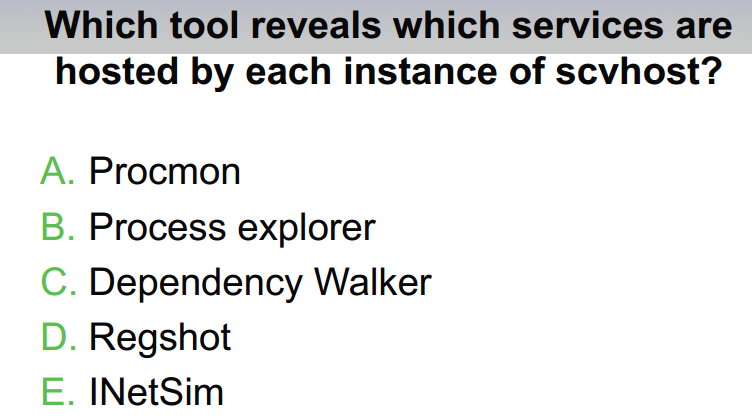 Which tool reveals which services are
hosted by each instance of scvhost?
A. Procmon
B. Process explorer
C. Dependency Walker
D. Regshot
E. INetSim